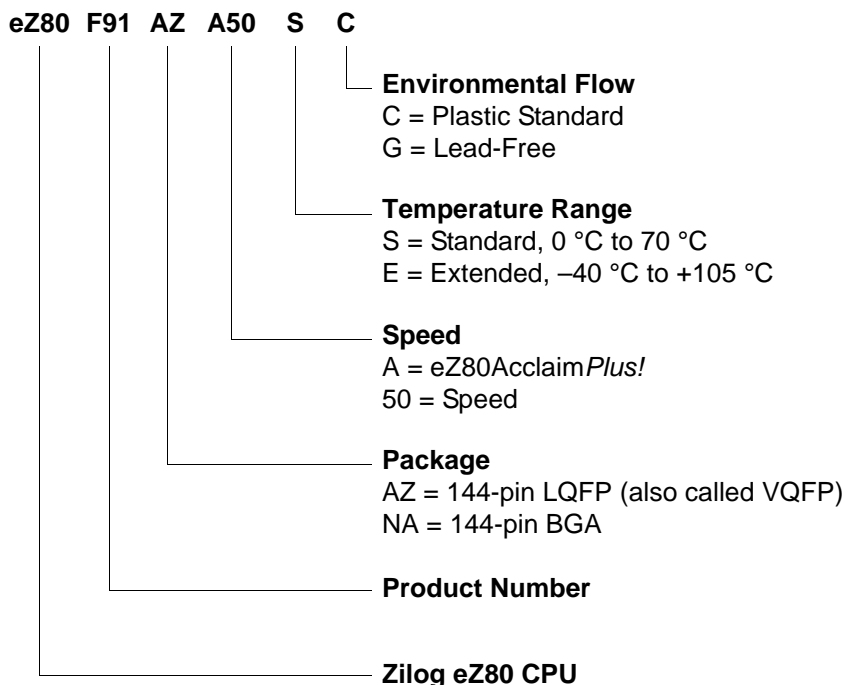 eZ80 F91 AZ A50 S C
Environmental Flow
C = Plastic Standard
G = Lead-Free
Temperature Range
S = Standard, 0 °C to 70 °C
E = Extended, –40 °C to +105 °C
Speed
A = eZ80AcclaimPlus!
50 = Speed
Package
AZ = 144-pin LQFP (also called VQFP)
NA = 144-pin BGA
Product Number
Zilog eZ80 CPU